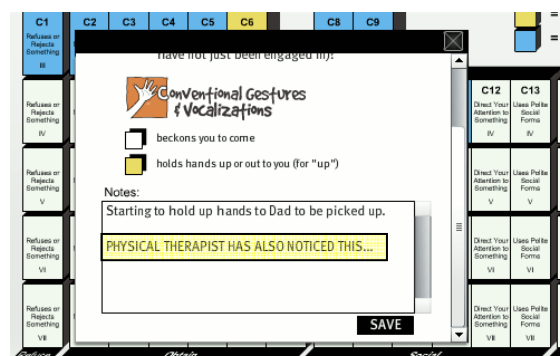 C1 C2 C3 C4 C5 C6 C8 C9
=
=
Refuses or
Rejects
Something
III
have not just been engaged in)?
Conventional Gestures
& Vocalizations
beckons you to come
holds hands up or out to you (for "up")
Notes:
Starting to hold up hands to Dad to be picked up.
PHYSICAL THERAPIST HAS ALSO NOTICED THIS...
SAVE
Refuses or
Rejects
Something
IV
Refuses or
Rejects
Something
V
Refuses or
Rejects
Something
VI
Refuses or
Rejects
Something
VII
C12 C13
Direct Your
Attention to
Something
IV
Uses Polite
Social
Forms
IV
Direct Your
Attention to
Something
V
Uses Polite
Social
Forms
V
Direct Your
Attention to
Something
VI
Uses Polite
Social
Forms
VI
Direct Your
Attention to
Something
VII
Uses Polite
Social
Forms
VII
Refuse
Obtain
Social